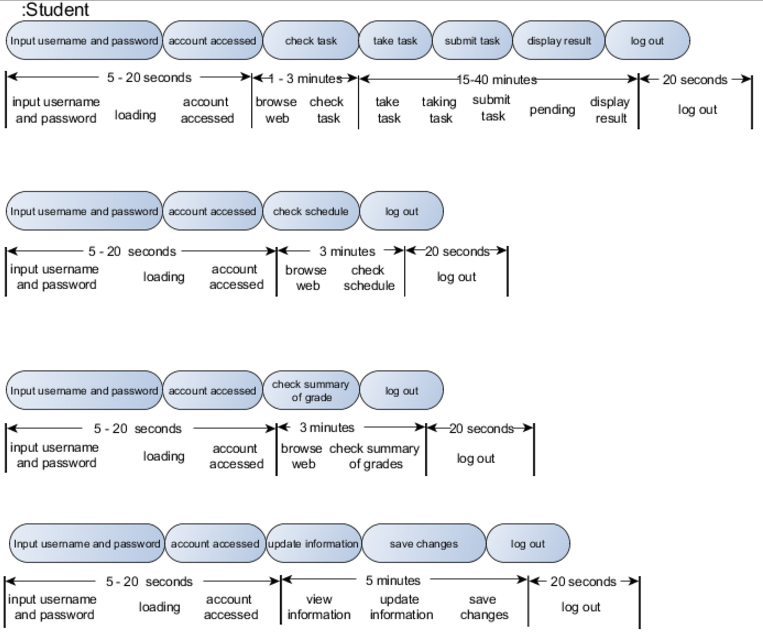 :Student
Input username and password account accessed check task take task submit task display result log out
5 - 20 seconds 1 - 3 minutes 15-40 minutes 20 seconds
input username and password loading account accessed browse web check task take task taking task submit task pending display result log out
Input username and password account accessed check schedule log out
5 - 20 seconds 3 minutes 20 seconds
input username and password loading account accessed browse web check schedule log out
Input username and password account accessed check summary of grade log out
5 - 20 seconds 3 minutes 20 seconds
input username and password loading account accessed browse web check summary of grades log out
Input username and password account accessed update information save changes log out
5 - 20 seconds 5 minutes 20 seconds
input username and password loading account accessed view information update information save changes log out